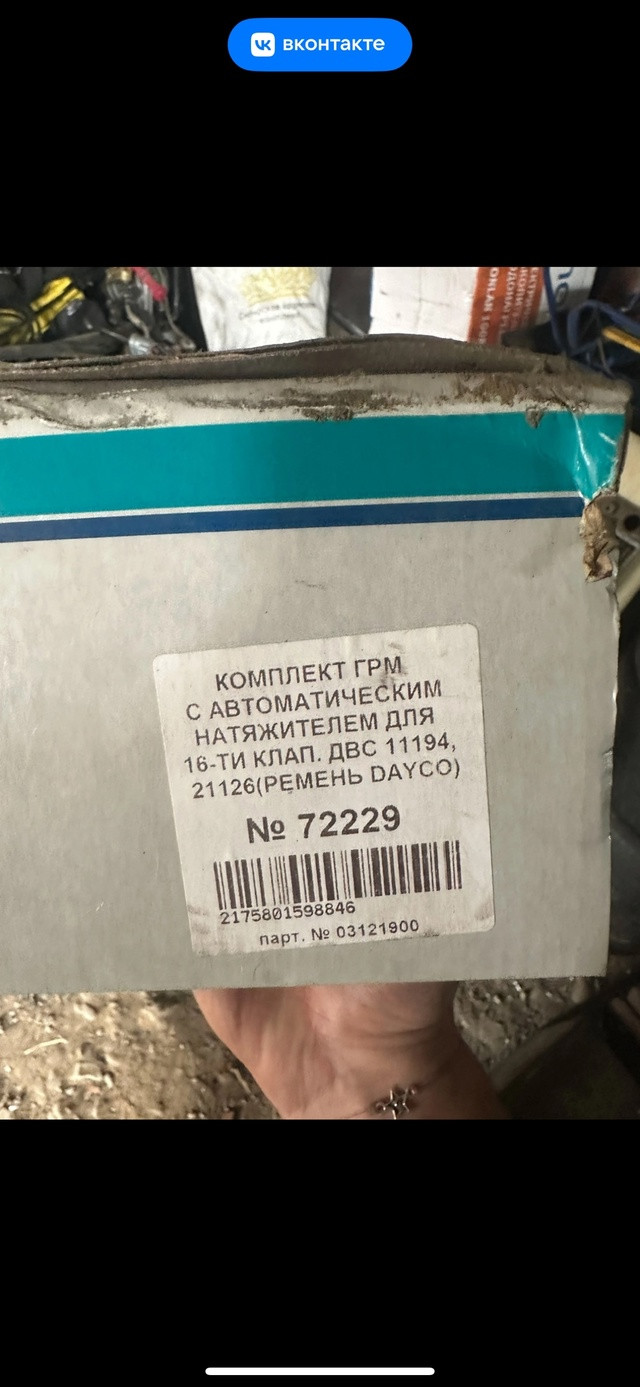 вконтакте
КОМПЛЕКТ ГРМ
С АВТОМАТИЧЕСКИМ
НАТЯЖИТЕЛЕМ ДЛЯ
16-ТИ КЛАП. ДВС 11194,
21126(РЕМЕНЬ DAYCO)
№ 72229
2175801598846
парт. № 03121900